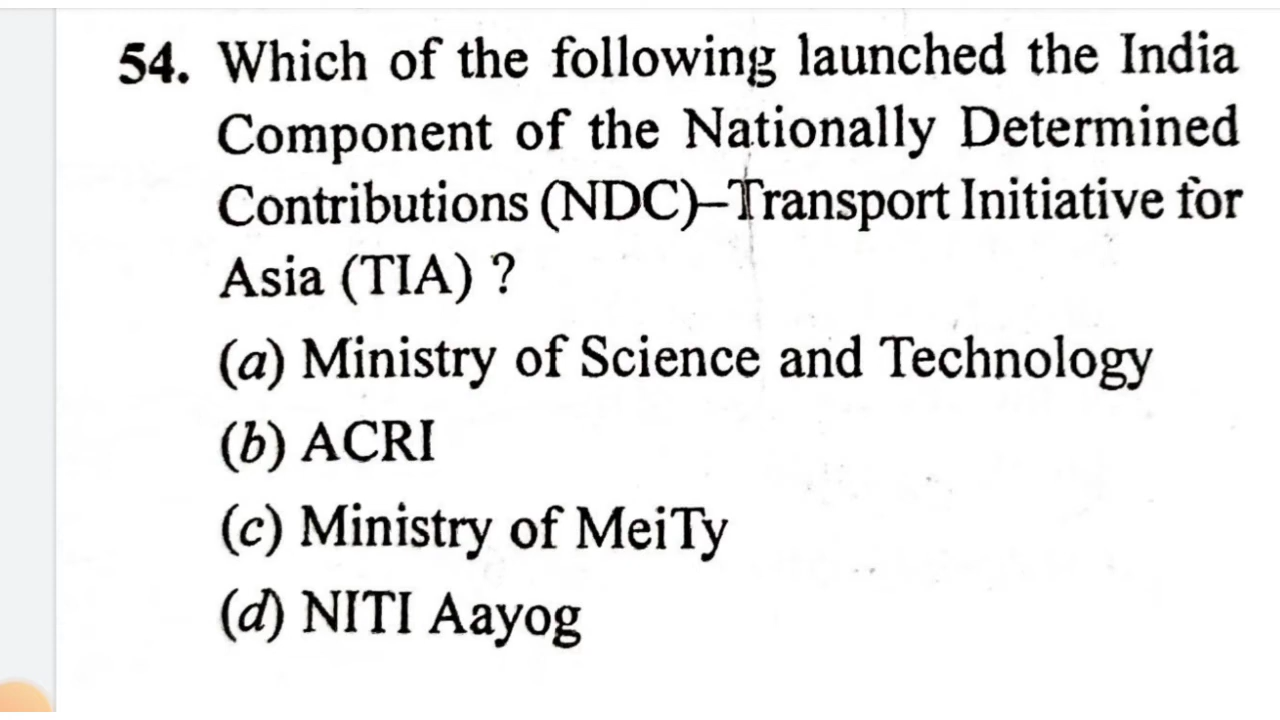 54. Which of the following launched the India
Component of the Nationally Determined
Contributions (NDC)–Transport Initiative for
Asia (TIA) ?
(a) Ministry of Science and Technology
(b) ACRI
(c) Ministry of MeiTy
(d) NITI Aayog